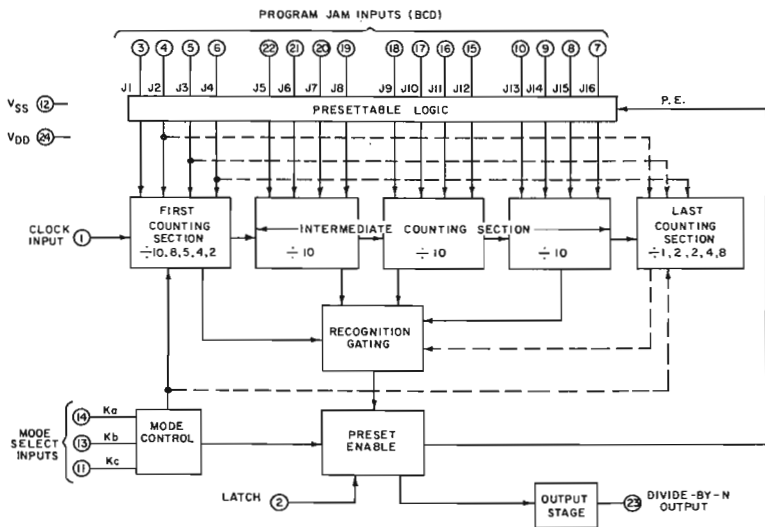 PROGRAM JAM INPUTS (BCD)
3 4 5 6 22 21 20 19 18 17 16 15 10 9 8 7
J1 J2 J3 J4 J5 J6 J7 J8 J9 J10 J11 J12 J13 J14 J15 J16
P.E.
VSS 12
PRESETTABLE LOGIC
VDD 24
CLOCK
INPUT 1
FIRST
COUNTING
SECTION
÷10,8,5,4,2
INTERMEDIATE COUNTING SECTION
÷10
÷10
÷10
LAST
COUNTING
SECTION
÷1,2,2,4,8
RECOGNITION
GATING
MODE
SELECT
INPUTS
14 Ka
13 Kb
11 Kc
MODE
CONTROL
PRESET
ENABLE
LATCH 2
OUTPUT
STAGE
23 DIVIDE-BY-N
OUTPUT